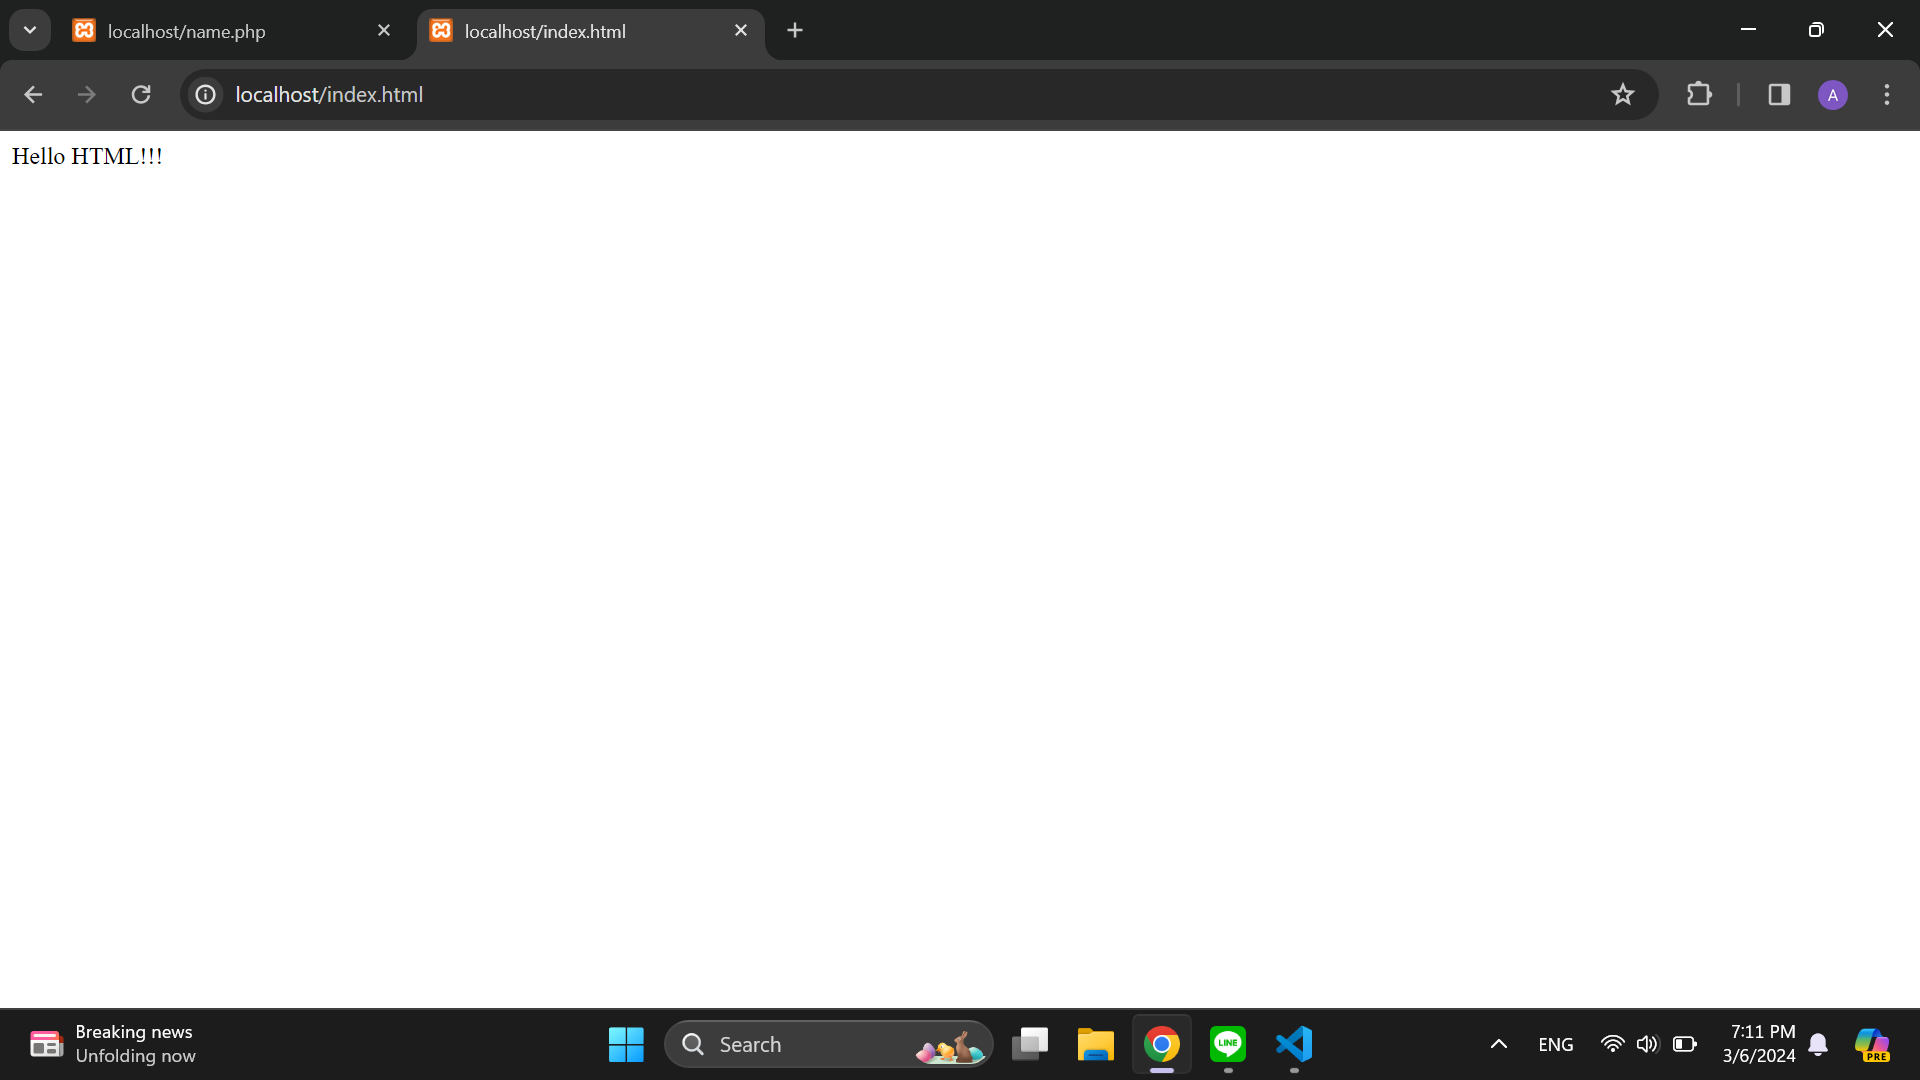 localhost/name.php
localhost/index.html
localhost/index.html
A
Hello HTML!!!
Breaking news
Unfolding now
Search
LINE
ENG
7:11 PM
3/6/2024
PRE